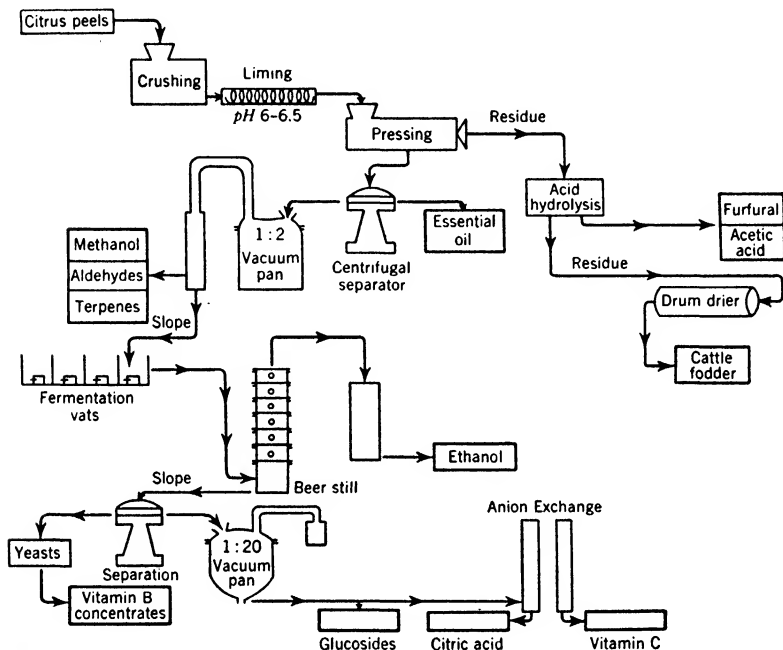 Citrus peels
Crushing
Liming
pH 6–6.5
Pressing
Residue
Acid
hydrolysis
Furfural
Acetic
acid
Residue
Drum drier
Cattle
fodder
Essential
oil
Centrifugal
separator
1 : 2
Vacuum
pan
Methanol
Aldehydes
Terpenes
Slope
Fermentation
vats
Beer still
Ethanol
Slope
Separation
Yeasts
Vitamin B
concentrates
1 : 20
Vacuum
pan
Glucosides
Anion Exchange
Citric acid
Vitamin C